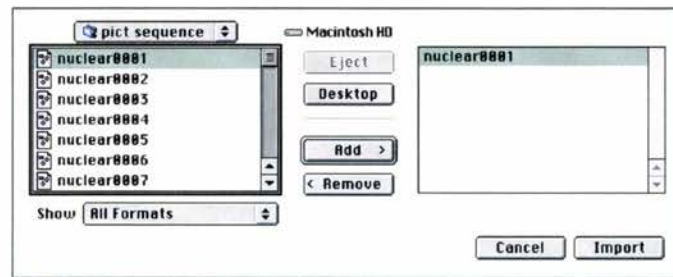 pict sequence
Macintosh HD
nuclear0001
nuclear0002
nuclear0003
nuclear0004
nuclear0005
nuclear0006
nuclear0007
Show All Formats
Eject
Desktop
Add >
< Remove
nuclear0001
Cancel Import